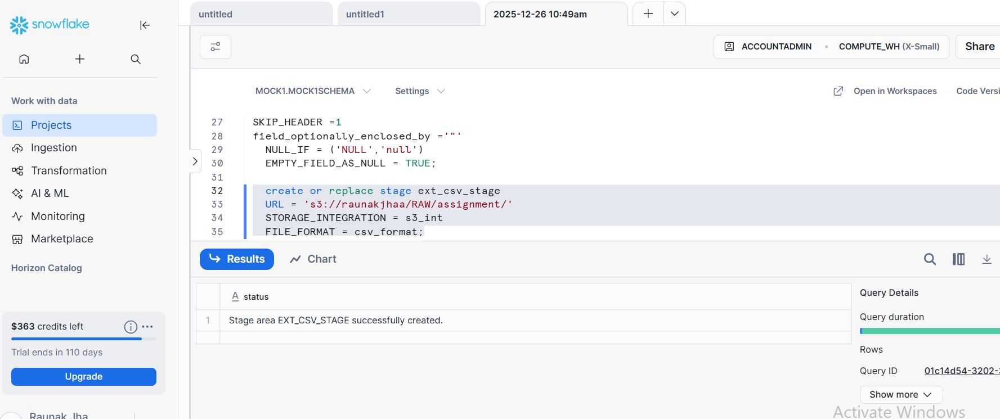 snowflake
Work with data
Projects
Ingestion
Transformation
AI & ML
Monitoring
Marketplace
Horizon Catalog
$363 credits left
Trial ends in 110 days
Upgrade
Raunak Jha
untitled
untitled1
2025-12-26 10:49am
ACCOUNTADMIN • COMPUTE_WH (X-Small)
Share
MOCK1.MOCK1SCHEMA
Settings
Open in Workspaces
Code Versi
27 SKIP_HEADER =1
28 field_optionally_enclosed_by ='"'
29 NULL_IF = ('NULL','null')
30 EMPTY_FIELD_AS_NULL = TRUE;
31
32 create or replace stage ext_csv_stage
33 URL = 's3://raunakjhaa/RAW/assignment/'
34 STORAGE_INTEGRATION = s3_int
35 FILE_FORMAT = csv_format;
Results
Chart
A status
1 Stage area EXT_CSV_STAGE successfully created.
Query Details
Query duration
Rows
Query ID 01c14d54-3202-
Show more
Activate Windows